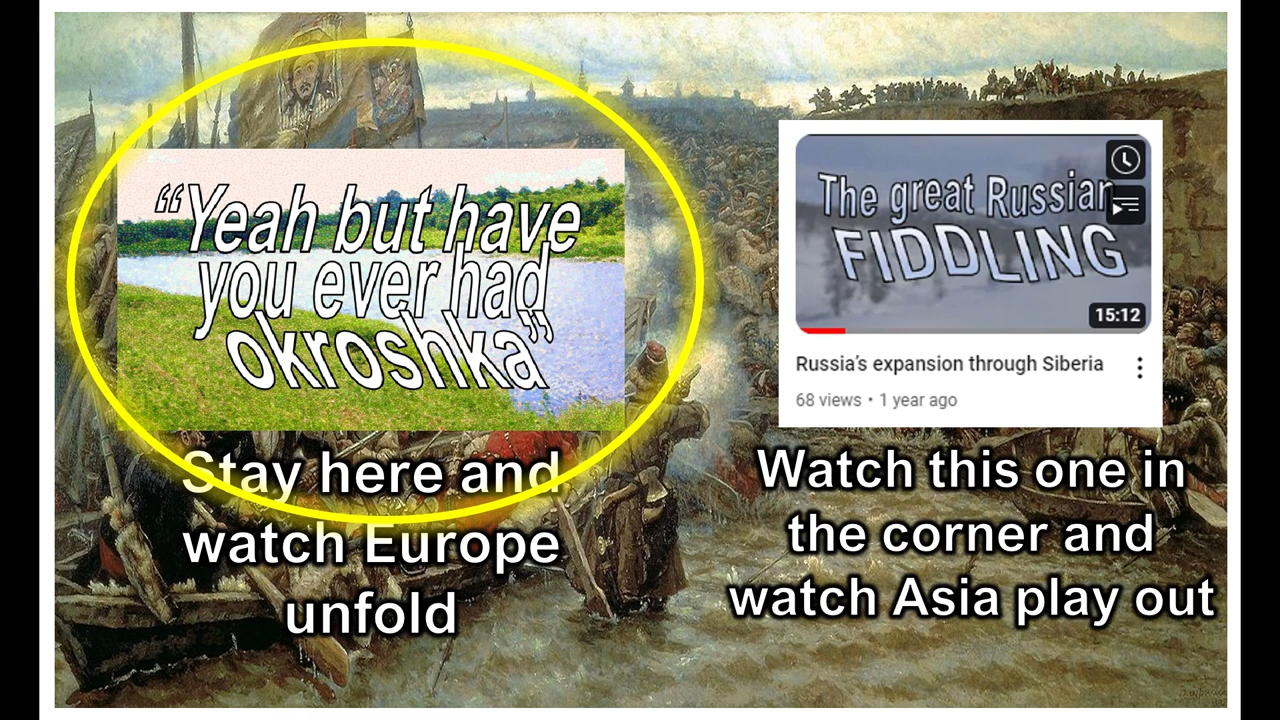 “Yeah but have
you ever had
okroshka”
Stay here and
watch Europe
unfold
The great Russian
FIDDLING
15:12
Russia’s expansion through Siberia
68 views • 1 year ago
Watch this one in
the corner and
watch Asia play out